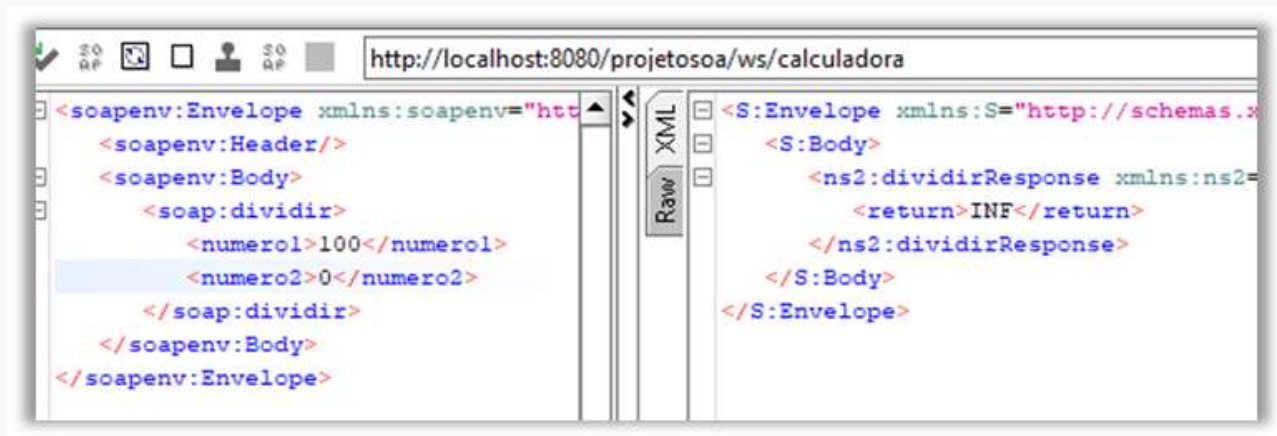 http://localhost:8080/projetosoa/ws/calculadora
<soapenv:Envelope xmlns:soapenv="htt
<soapenv:Header/>
<soapenv:Body>
<soap:dividir>
<numero1>100</numero1>
<numero2>0</numero2>
</soap:dividir>
</soapenv:Body>
</soapenv:Envelope>
XML
Raw
<S:Envelope xmlns:S="http://schemas.x
<S:Body>
<ns2:dividirResponse xmlns:ns2=
<return>INF</return>
</ns2:dividirResponse>
</S:Body>
</S:Envelope>